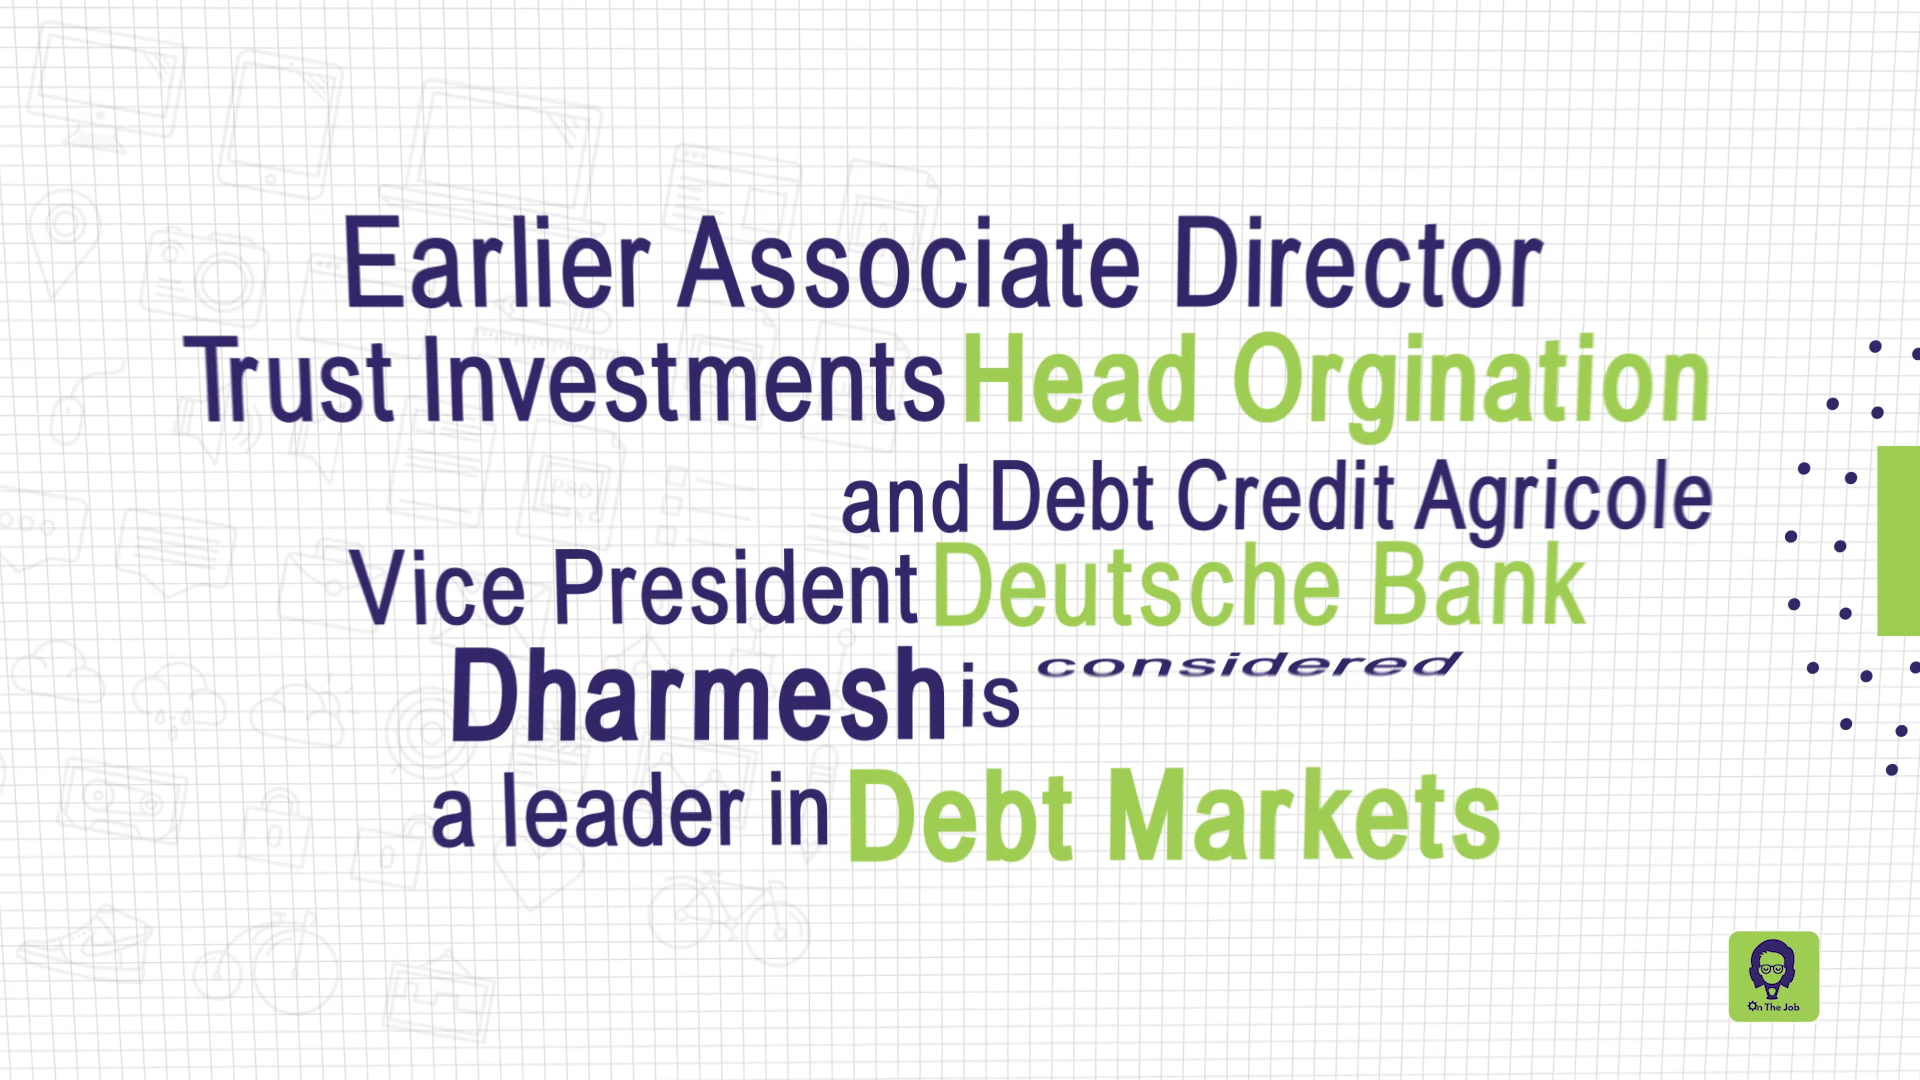 Earlier Associate Director
Trust Investments Head Orgination
and Debt Credit Agricole
Vice President Deutsche Bank
Dharmesh is considered
a leader in Debt Markets
On The Job